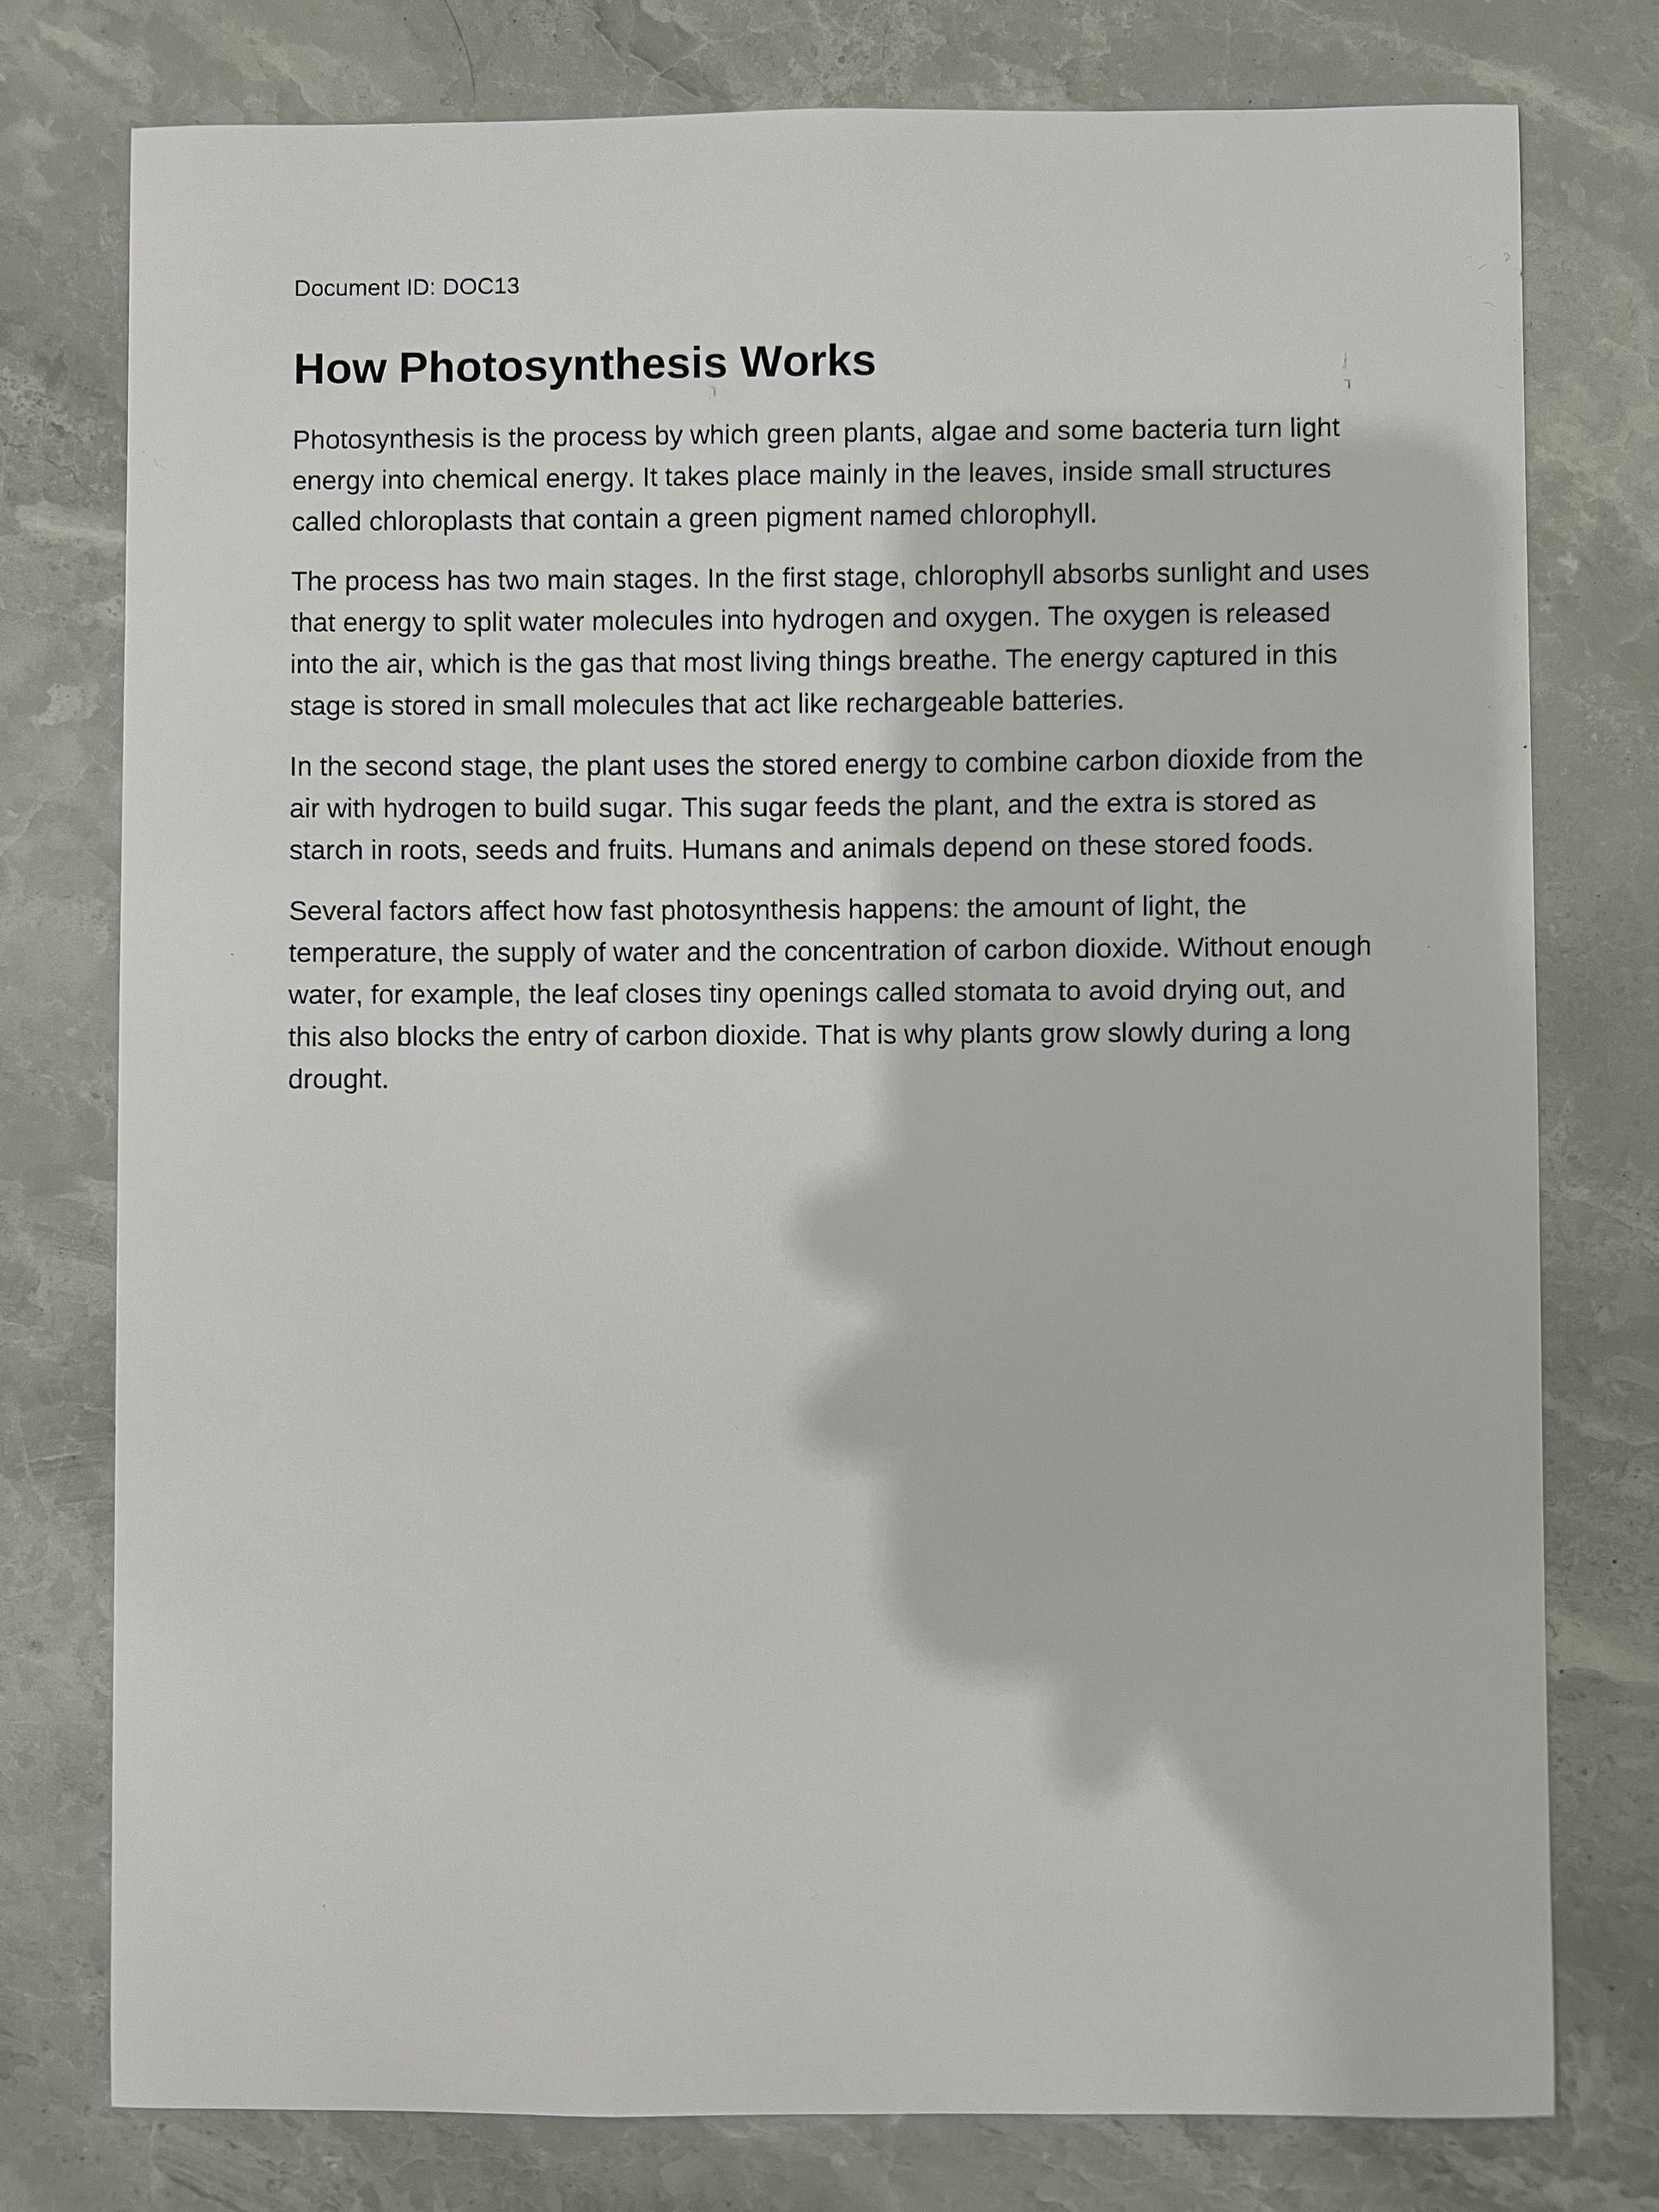 Document ID: DOC13
How Photosynthesis Works
Photosynthesis is the process by which green plants, algae and some bacteria turn light
energy into chemical energy. It takes place mainly in the leaves, inside small structures
called chloroplasts that contain a green pigment named chlorophyll.
The process has two main stages. In the first stage, chlorophyll absorbs sunlight and uses
that energy to split water molecules into hydrogen and oxygen. The oxygen is released
into the air, which is the gas that most living things breathe. The energy captured in this
stage is stored in small molecules that act like rechargeable batteries.
In the second stage, the plant uses the stored energy to combine carbon dioxide from the
air with hydrogen to build sugar. This sugar feeds the plant, and the extra is stored as
starch in roots, seeds and fruits. Humans and animals depend on these stored foods.
Several factors affect how fast photosynthesis happens: the amount of light, the
temperature, the supply of water and the concentration of carbon dioxide. Without enough
water, for example, the leaf closes tiny openings called stomata to avoid drying out, and
this also blocks the entry of carbon dioxide. That is why plants grow slowly during a long
drought.